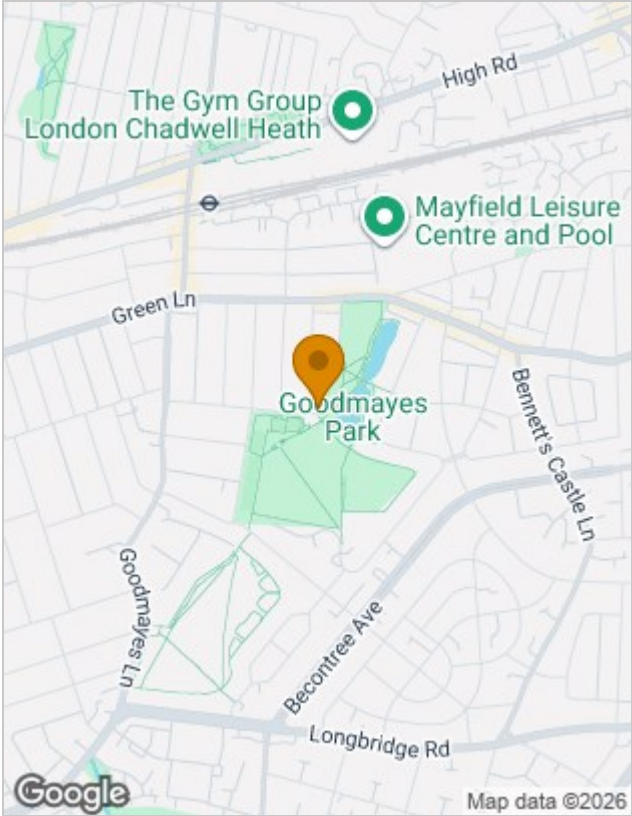 High Rd
The Gym Group
London Chadwell Heath
Mayfield Leisure
Centre and Pool
Green Ln
Goodmayes
Park
Bennett's Castle Ln
Goodmayes Ln
Becontree Ave
Longbridge Rd
Google
Map data ©2026